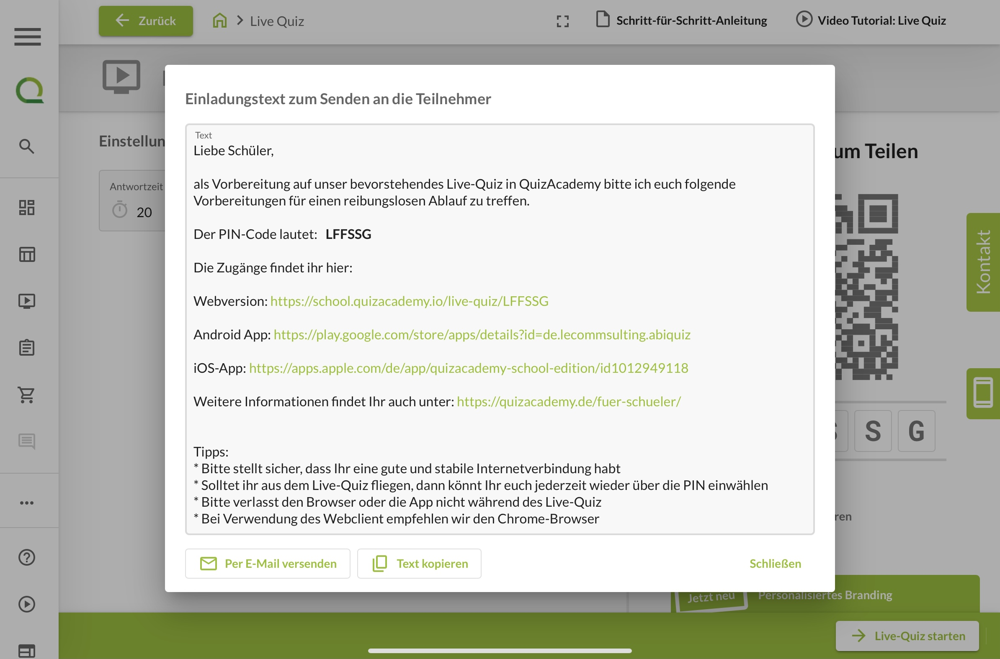 Zurück
Live Quiz
Schritt-für-Schritt-Anleitung
Video Tutorial: Live Quiz
Einladungstext zum Senden an die Teilnehmer
Text
Liebe Schüler,
als Vorbereitung auf unser bevorstehendes Live-Quiz in QuizAcademy bitte ich euch folgende
Vorbereitungen für einen reibungslosen Ablauf zu treffen.
Der PIN-Code lautet: LFFSSG
Die Zugänge findet ihr hier:
Webversion: https://school.quizacademy.io/live-quiz/LFFSSG
Android App: https://play.google.com/store/apps/details?id=de.lecommsulting.abiquiz
iOS-App: https://apps.apple.com/de/app/quizacademy-school-edition/id1012949118
Weitere Informationen findet Ihr auch unter: https://quizacademy.de/fuer-schueler/
Tipps:
* Bitte stellt sicher, dass Ihr eine gute und stabile Internetverbindung habt
* Solltet ihr aus dem Live-Quiz fliegen, dann könnt Ihr euch jederzeit wieder über die PIN einwählen
* Bitte verlasst den Browser oder die App nicht während des Live-Quiz
* Bei Verwendung des Webclient empfehlen wir den Chrome-Browser
Per E-Mail versenden
Text kopieren
Schließen
Einstellun
Antwortzeit
20
um Teilen
S G
ren
Kontakt
Jetzt neu
Personalisiertes Branding
Live-Quiz starten